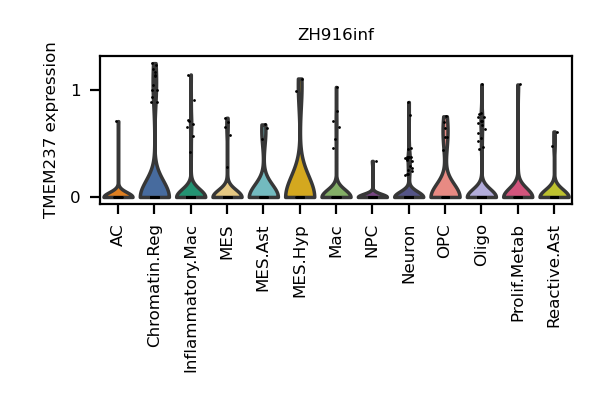 ZH916inf
TMEM237 expression
1
0
AC
Chromatin.Reg
Inflammatory.Mac
MES
MES.Ast
MES.Hyp
Mac
NPC
Neuron
OPC
Oligo
Prolif.Metab
Reactive.Ast